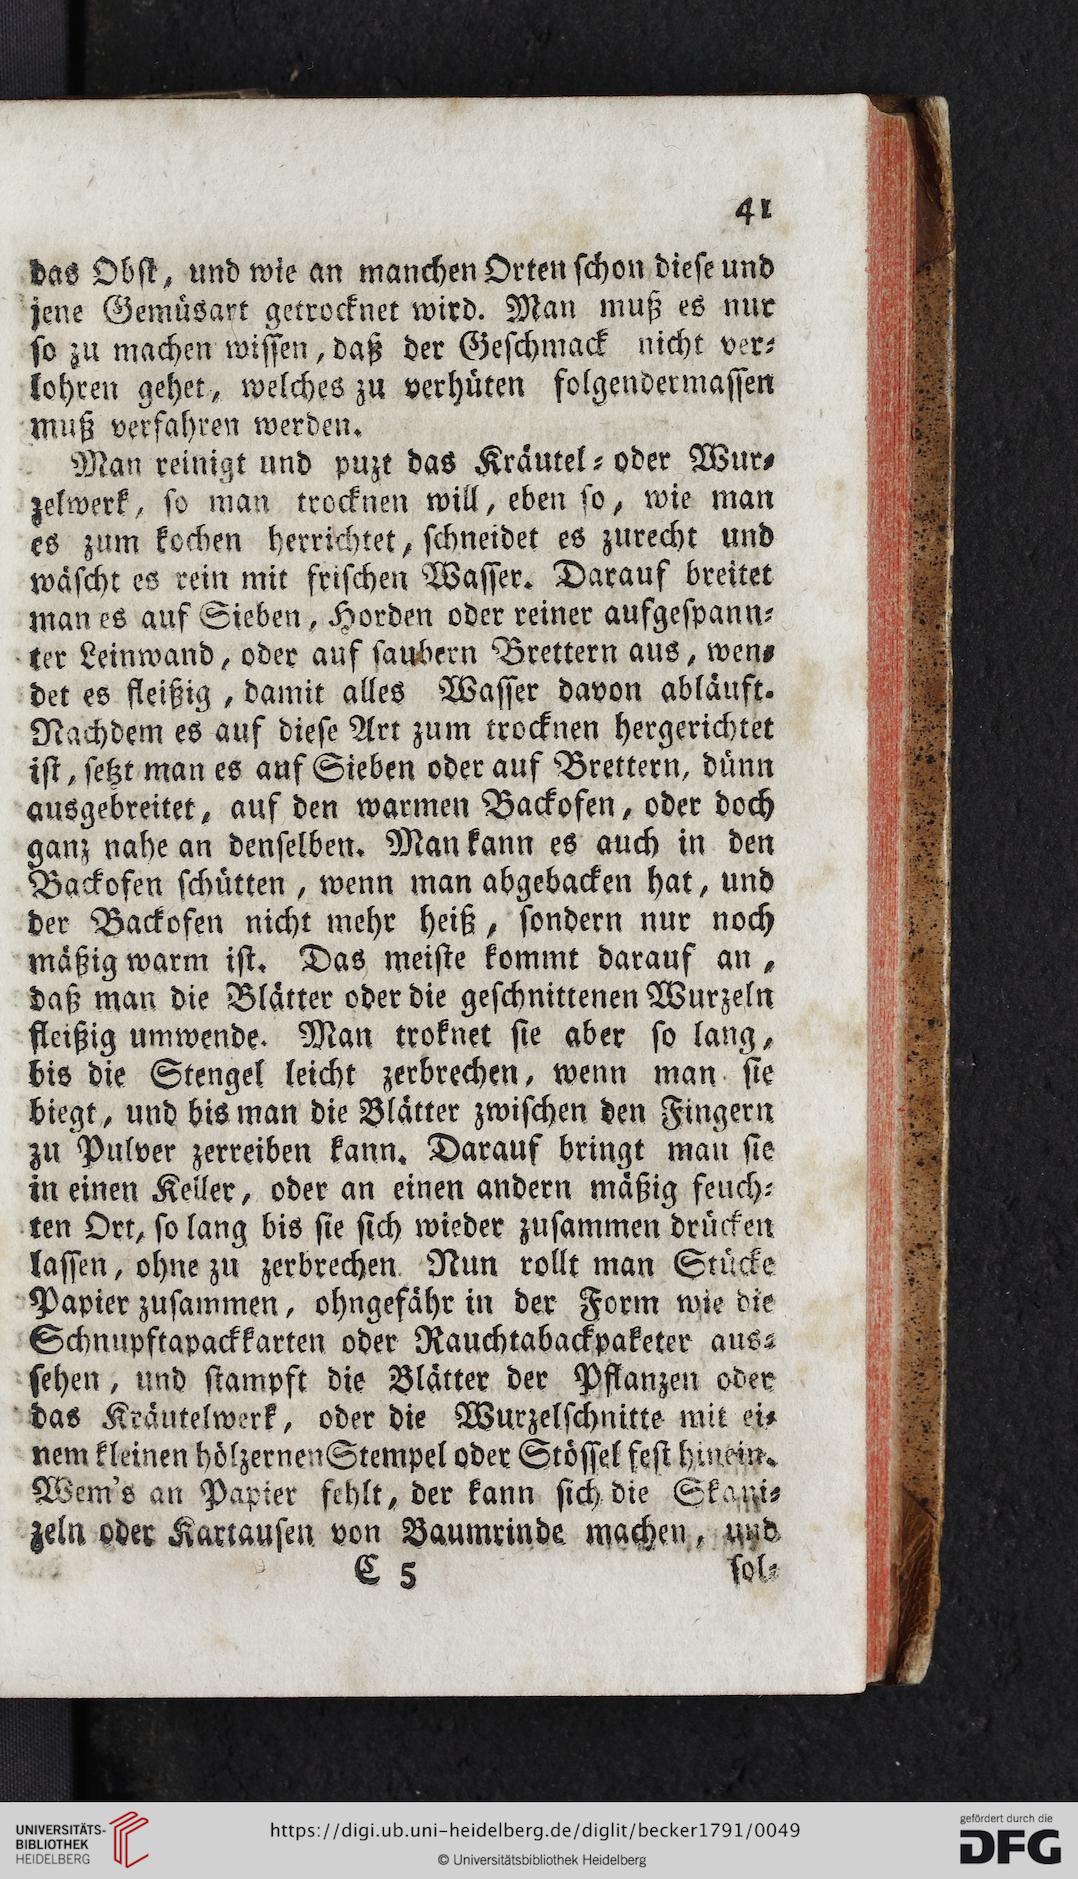 41
das Obst, und wie an manchen Orten schon diese und
jene Gemüsart getrocknet wird. Man muß es nur
so zu machen wissen, daß der Geschmack nicht ver-
lohren gehet, welches zu verhüten folgendermassen
muß verfahren werden.
Man reinigt und puzt das Kräutel- oder Wur-
zelwerk, so man trocknen will, eben so, wie man
es zum kochen herrichtet, schneidet es zurecht und
wäscht es rein mit frischen Wasser. Darauf breitet
man es auf Sieben, Horden oder reiner aufgespann-
ter Leinwand, oder auf saubern Brettern aus, wen-
det es fleißig, damit alles Wasser davon abläuft.
Nachdem es auf diese Art zum trocknen hergerichtet
ist, setzt man es auf Sieben oder auf Brettern, dünn
ausgebreitet, auf den warmen Backofen, oder doch
ganz nahe an denselben. Man kann es auch in den
Backofen schütten, wenn man abgebacken hat, und
der Backofen nicht mehr heiß, sondern nur noch
mäßig warm ist. Das meiste kommt darauf an,
daß man die Blätter oder die geschnittenen Wurzeln
fleißig umwende. Man troknet sie aber so lang,
bis die Stengel leicht zerbrechen, wenn man sie
biegt, und bis man die Blätter zwischen den Fingern
zu Pulver zerreiben kann. Darauf bringt man sie
in einen Keller, oder an einen andern mäßig feuch-
ten Ort, so lang bis sie sich wieder zusammen drücken
lassen, ohne zu zerbrechen. Nun rollt man Stücke
Papier zusammen, ohngefähr in der Form wie die
Schnupftapackkarten oder Rauchtabackpaketer aus-
sehen, und stampft die Blätter der Pflanzen oder
das Kräutelwerk, oder die Wurzelschnitte mit ei-
nem kleinen hölzernen Stempel oder Stössel fest hinein.
Wem's an Papier fehlt, der kann sich die Skani-
zeln oder Kartausen von Baumrinde machen, und
C 5 sol-
UNIVERSITÄTS-
BIBLIOTHEK
HEIDELBERG
https://digi.ub.uni-heidelberg.de/diglit/becker1791/0049
© Universitätsbibliothek Heidelberg
gefördert durch die
DFG